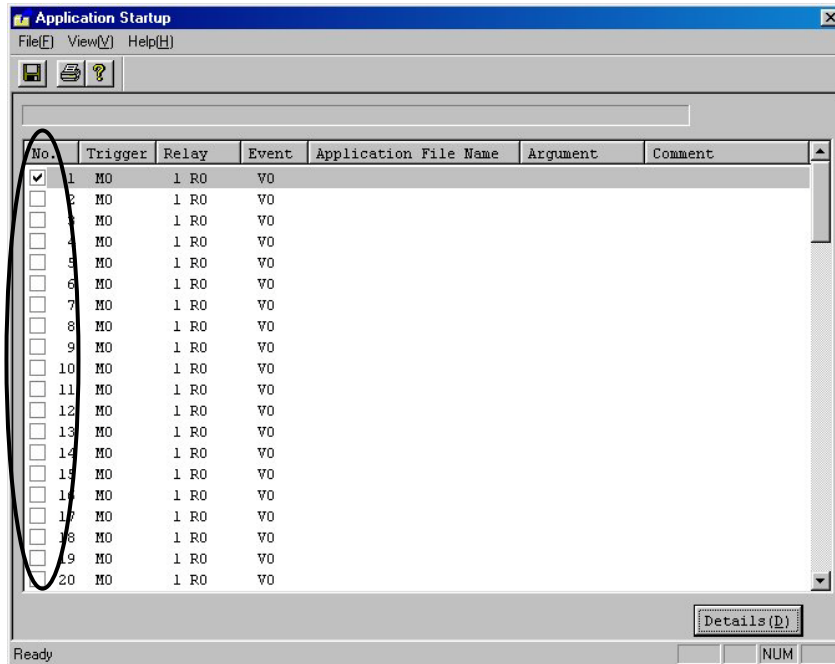 Application Startup
File(F) View(V) Help(H)
No. Trigger Relay Event Application File Name Argument Comment
1 M0 1 R0 V0
2 M0 1 R0 V0
3 M0 1 R0 V0
4 M0 1 R0 V0
5 M0 1 R0 V0
6 M0 1 R0 V0
7 M0 1 R0 V0
8 M0 1 R0 V0
9 M0 1 R0 V0
10 M0 1 R0 V0
11 M0 1 R0 V0
12 M0 1 R0 V0
13 M0 1 R0 V0
14 M0 1 R0 V0
15 M0 1 R0 V0
16 M0 1 R0 V0
17 M0 1 R0 V0
18 M0 1 R0 V0
19 M0 1 R0 V0
20 M0 1 R0 V0
Details(D)
Ready NUM